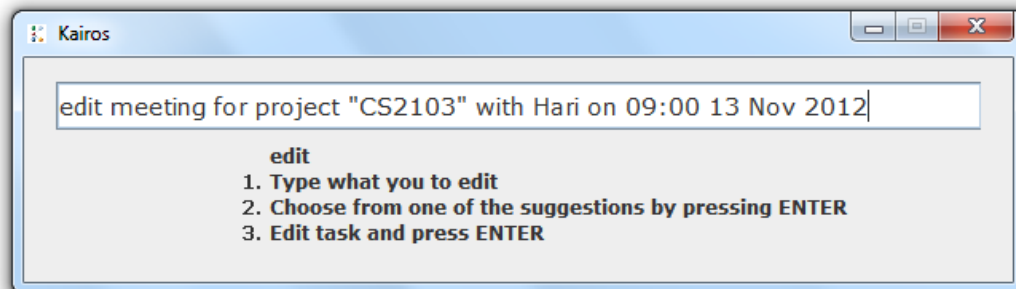 Kairos
edit meeting for project "CS2103" with Hari on 09:00 13 Nov 2012
edit
1. Type what you to edit
2. Choose from one of the suggestions by pressing ENTER
3. Edit task and press ENTER